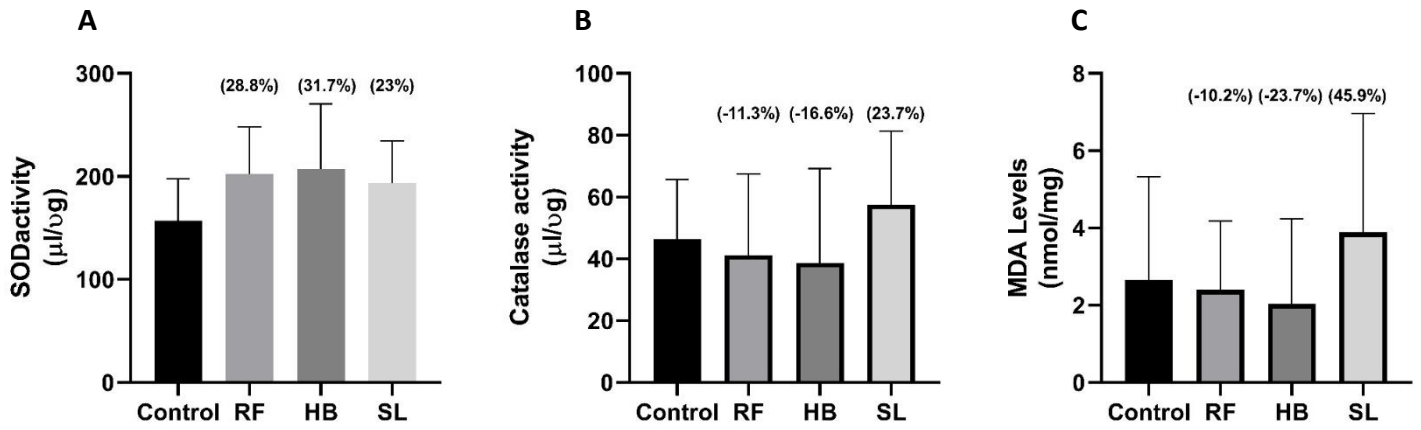 A
SODactivity
(μl/υg)
300
200
100
0
(28.8%) (31.7%) (23%)
Control RF HB SL
B
Catalase activity
(μl/υg)
100
80
60
40
20
0
(-11.3%) (-16.6%) (23.7%)
Control RF HB SL
C
MDA Levels
(nmol/mg)
8
6
4
2
0
(-10.2%) (-23.7%) (45.9%)
Control RF HB SL